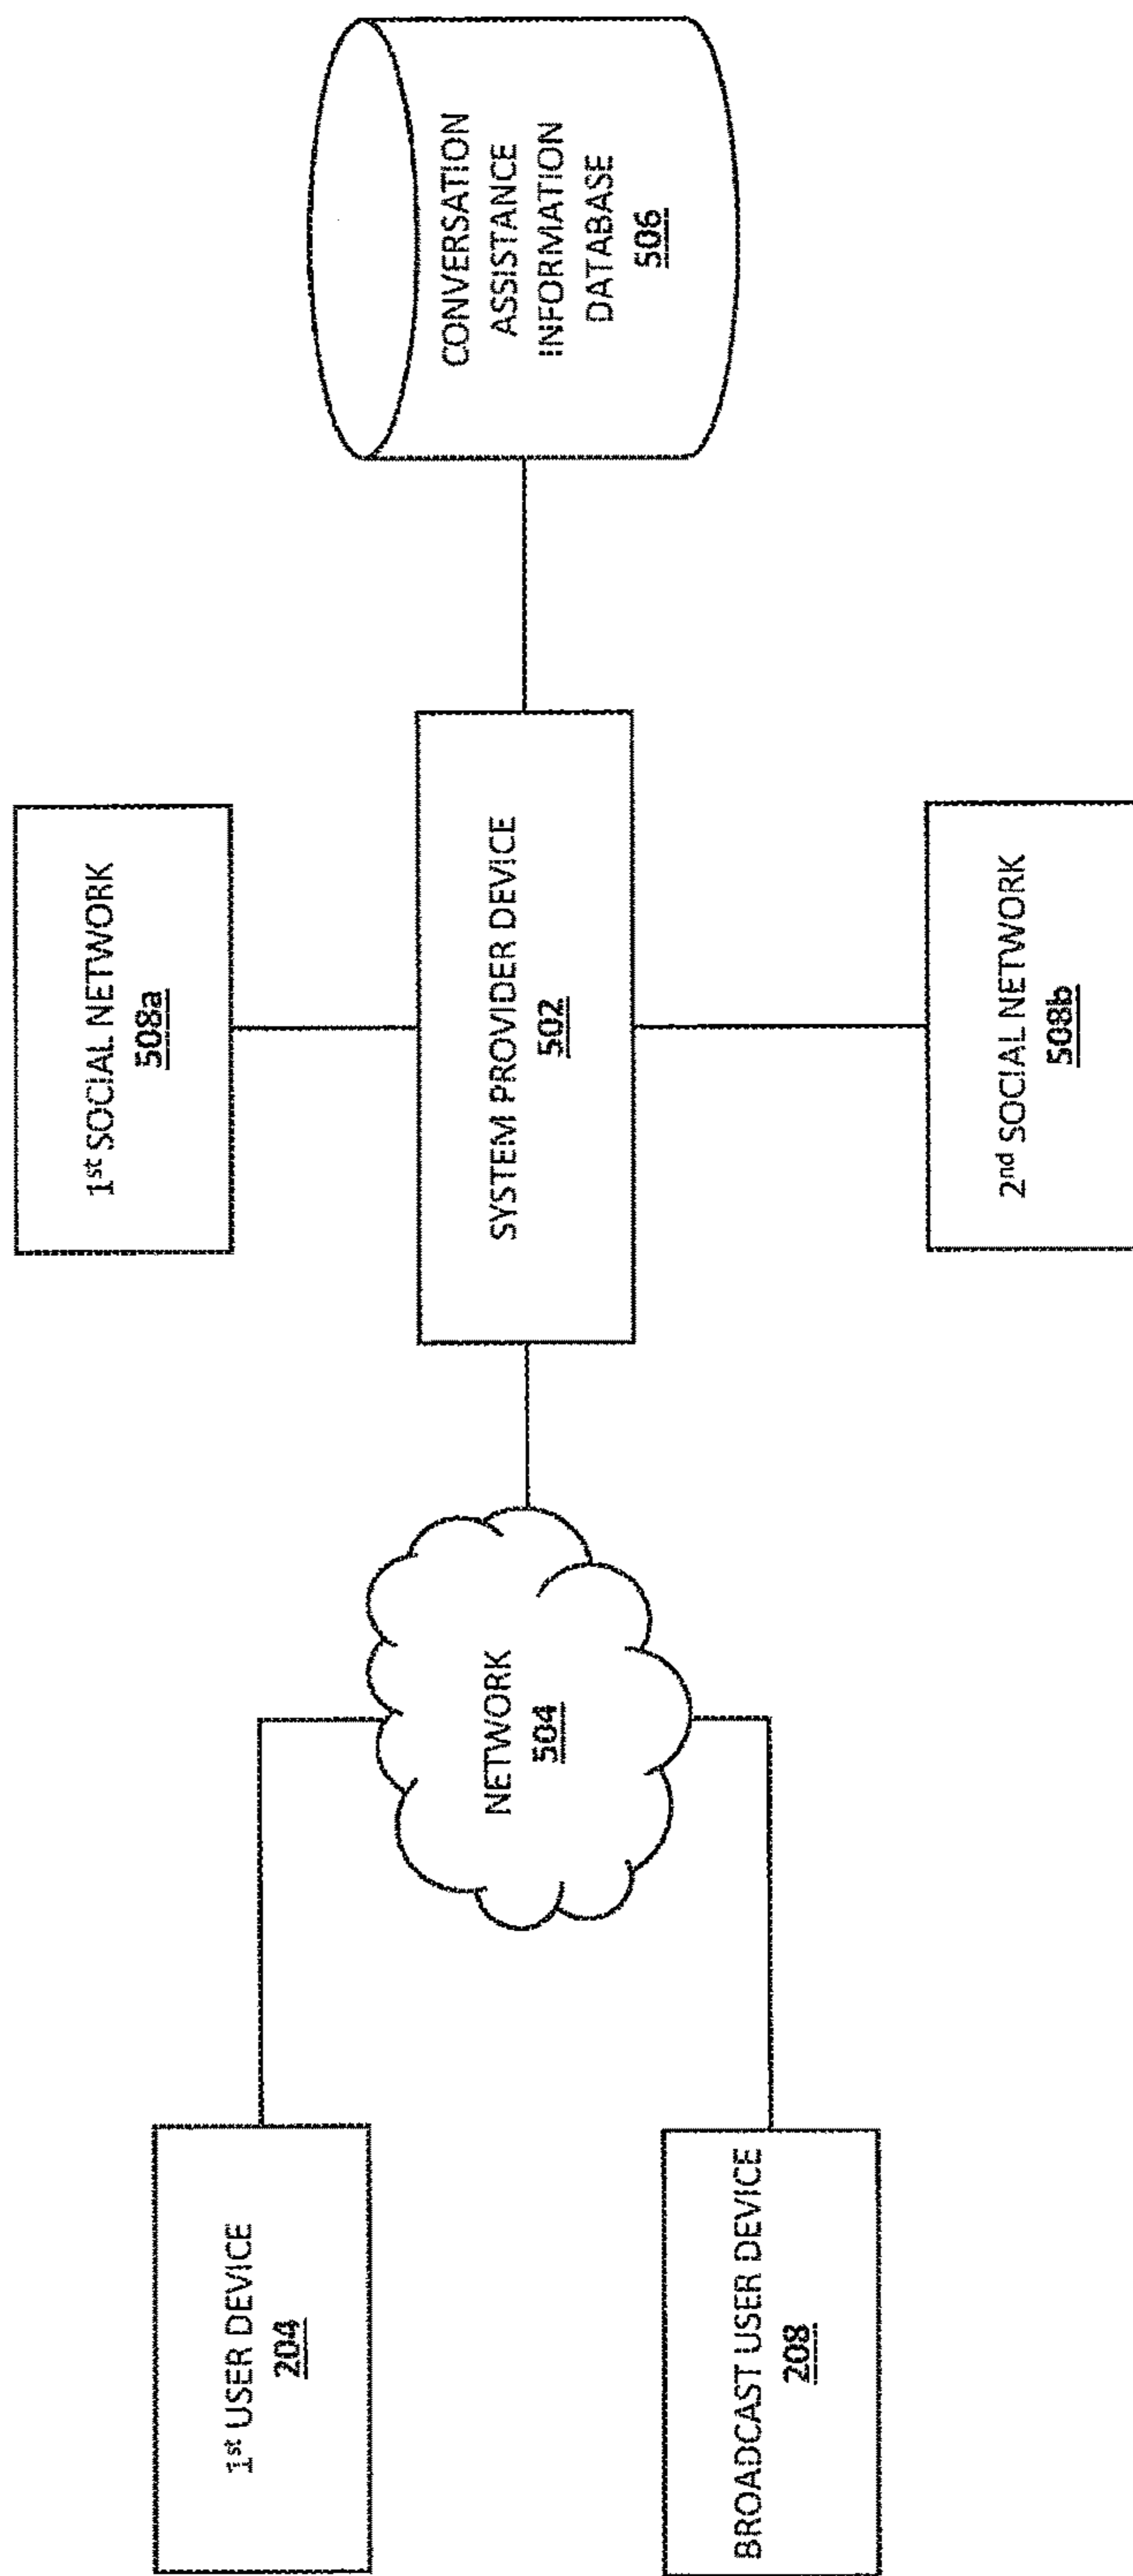 1st USER DEVICE
204
BROADCAST USER DEVICE
208
NETWORK
504
1st SOCIAL NETWORK
508a
SYSTEM PROVIDER DEVICE
502
2nd SOCIAL NETWORK
508b
CONVERSATION
ASSISTANCE
INFORMATION
DATABASE
506